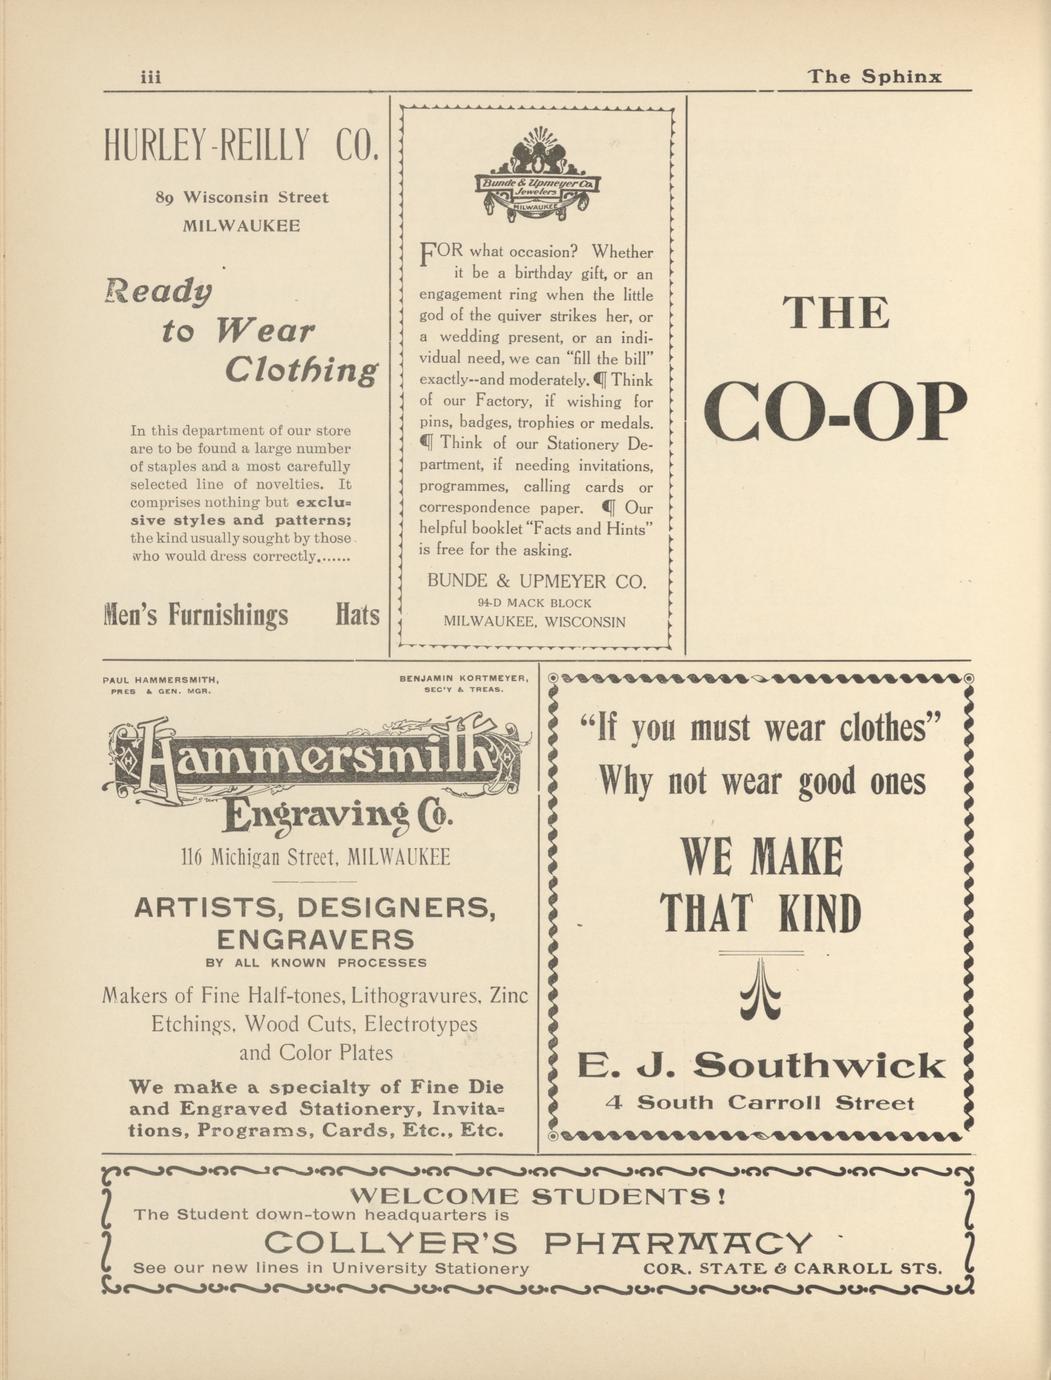 iii
The Sphinx
HURLEY-REILLY CO.
89 Wisconsin Street
MILWAUKEE
Ready
to Wear
Clothing
In this department of our store
are to be found a large number
of staples and a most carefully
selected line of novelties. It
comprises nothing but exclu=
sive styles and patterns;
the kind usually sought by those
who would dress correctly.......
Men's Furnishings Hats
Bunde & Upmeyer Co.
Jewelers
MILWAUKEE
FOR what occasion? Whether
it be a birthday gift, or an
engagement ring when the little
god of the quiver strikes her, or
a wedding present, or an indi-
vidual need, we can "fill the bill"
exactly--and moderately. ¶ Think
of our Factory, if wishing for
pins, badges, trophies or medals.
¶ Think of our Stationery De-
partment, if needing invitations,
programmes, calling cards or
correspondence paper. ¶ Our
helpful booklet "Facts and Hints"
is free for the asking.
BUNDE & UPMEYER CO.
94-D MACK BLOCK
MILWAUKEE, WISCONSIN
THE
CO-OP
PAUL HAMMERSMITH,
PRES & GEN. MGR.
BENJAMIN KORTMEYER,
SEC'Y & TREAS.
Hammersmith
Engraving Co.
116 Michigan Street, MILWAUKEE
ARTISTS, DESIGNERS,
ENGRAVERS
BY ALL KNOWN PROCESSES
Makers of Fine Half-tones, Lithogravures, Zinc
Etchings, Wood Cuts, Electrotypes
and Color Plates
We make a specialty of Fine Die
and Engraved Stationery, Invita=
tions, Programs, Cards, Etc., Etc.
"If you must wear clothes"
Why not wear good ones
WE MAKE
THAT KIND
E. J. Southwick
4 South Carroll Street
WELCOME STUDENTS!
The Student down-town headquarters is
COLLYER'S PHARMACY
See our new lines in University Stationery
COR. STATE & CARROLL STS.